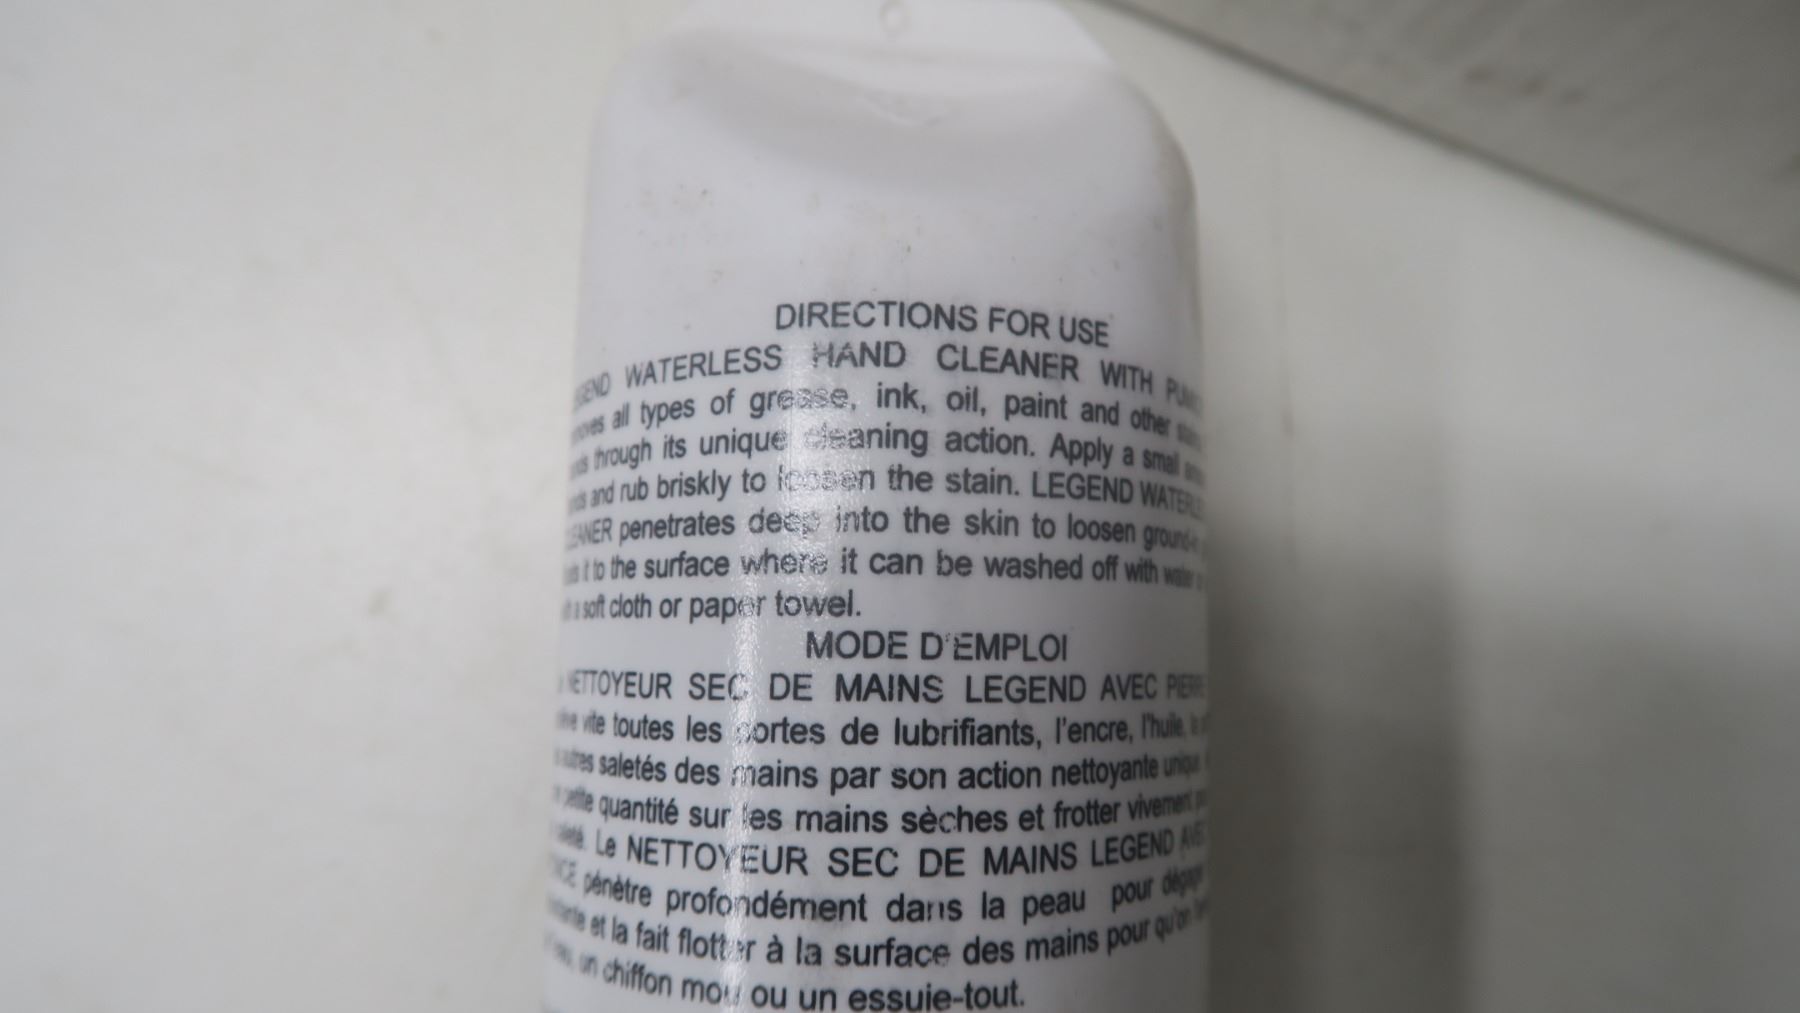 DIRECTIONS FOR USE
WATERLESS HAND CLEANER WITH
all types of grease, ink, oil, paint and other
through its unique cleaning action. Apply a small
and rub briskly to loosen the stain. LEGEND
penetrates deep into the skin to loosen
it to the surface where it can be washed off with water
soft cloth or paper towel.
MODE D'EMPLOI
NETTOYEUR SEC DE MAINS LEGEND AVEC
vite toutes les sortes de lubrifiants, l'encre, l'huile,
saletés des mains par son action nettoyante unique
petite quantité sur les mains sèches et frotter vivement
Le NETTOYEUR SEC DE MAINS LEGEND
pénètre profondément dans la peau pour
et la fait flotter à la surface des mains pour qu'on
un chiffon mou ou un essuie-tout.